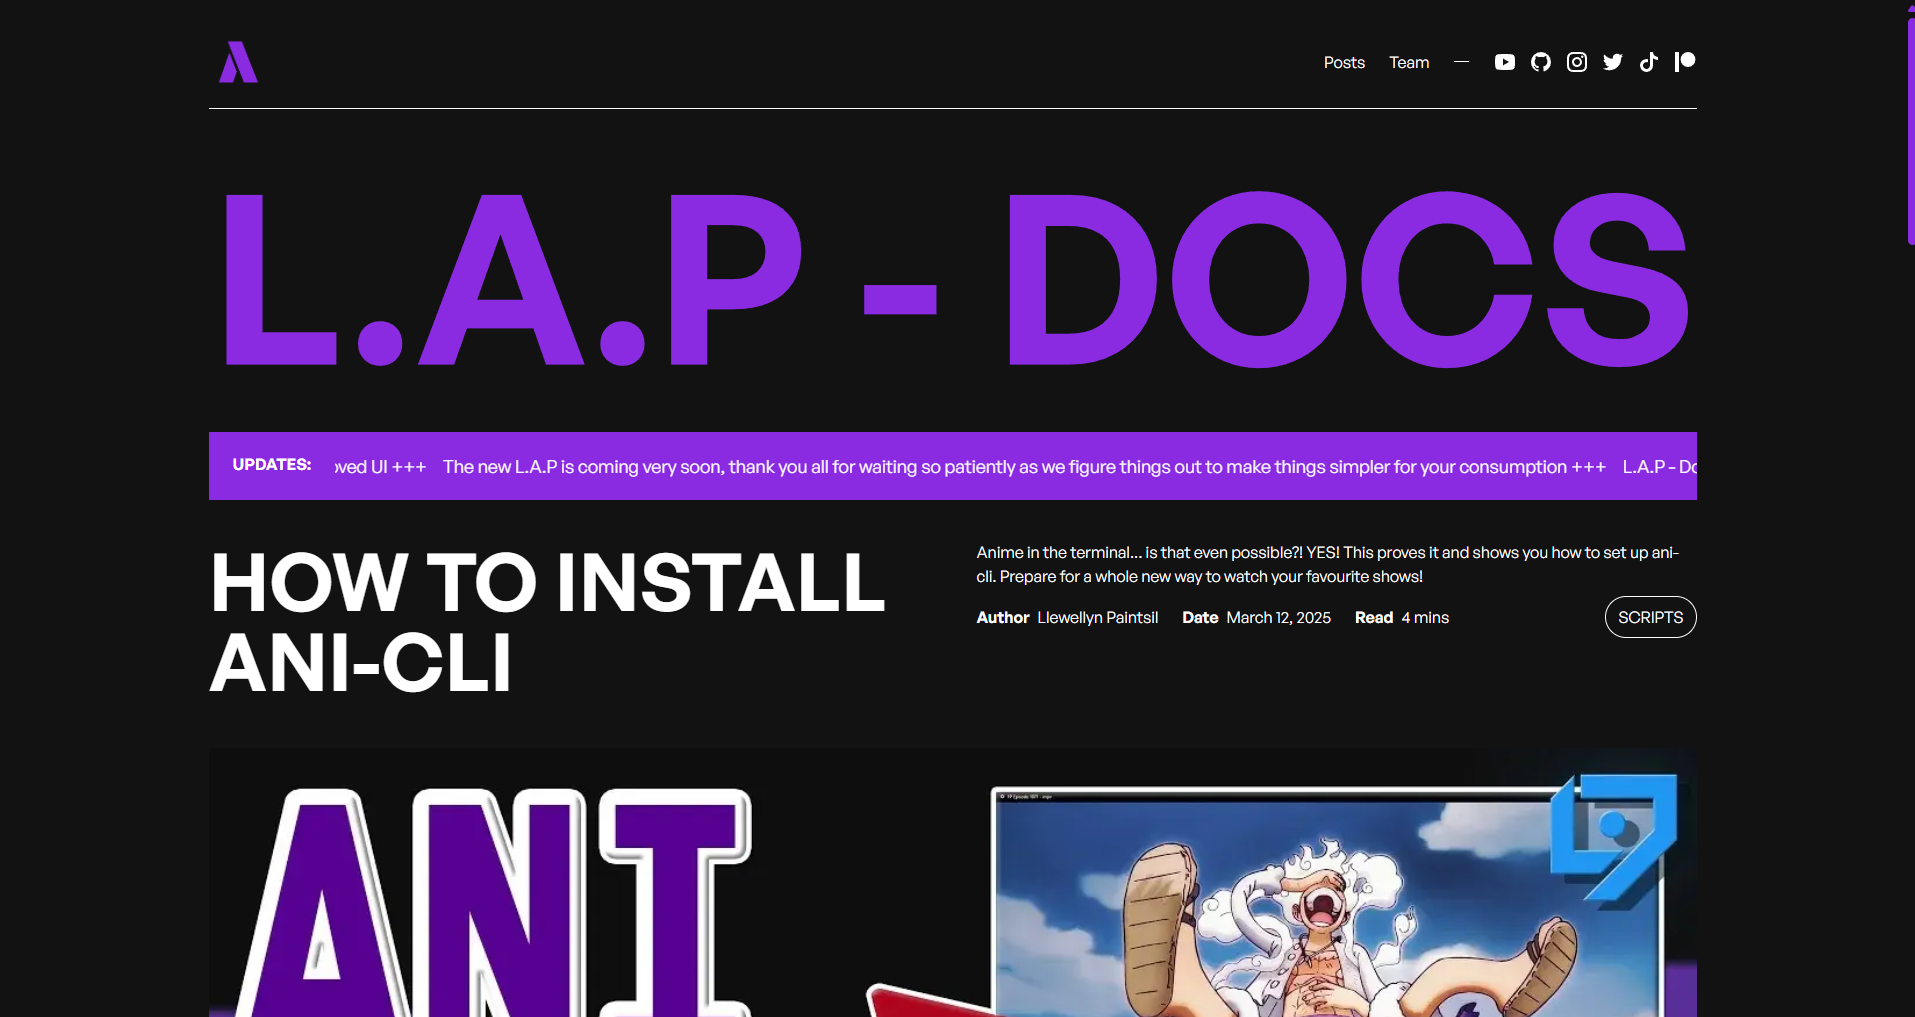 Posts Team —
L.A.P - DOCS
UPDATES: oved UI +++ The new L.A.P is coming very soon, thank you all for waiting so patiently as we figure things out to make things simpler for your consumption +++ L.A.P - Do
HOW TO INSTALL
ANI-CLI
Anime in the terminal... is that even possible?! YES! This proves it and shows you how to set up ani-
cli. Prepare for a whole new way to watch your favourite shows!
Author Llewellyn Paintsil Date March 12, 2025 Read 4 mins
SCRIPTS
ANI